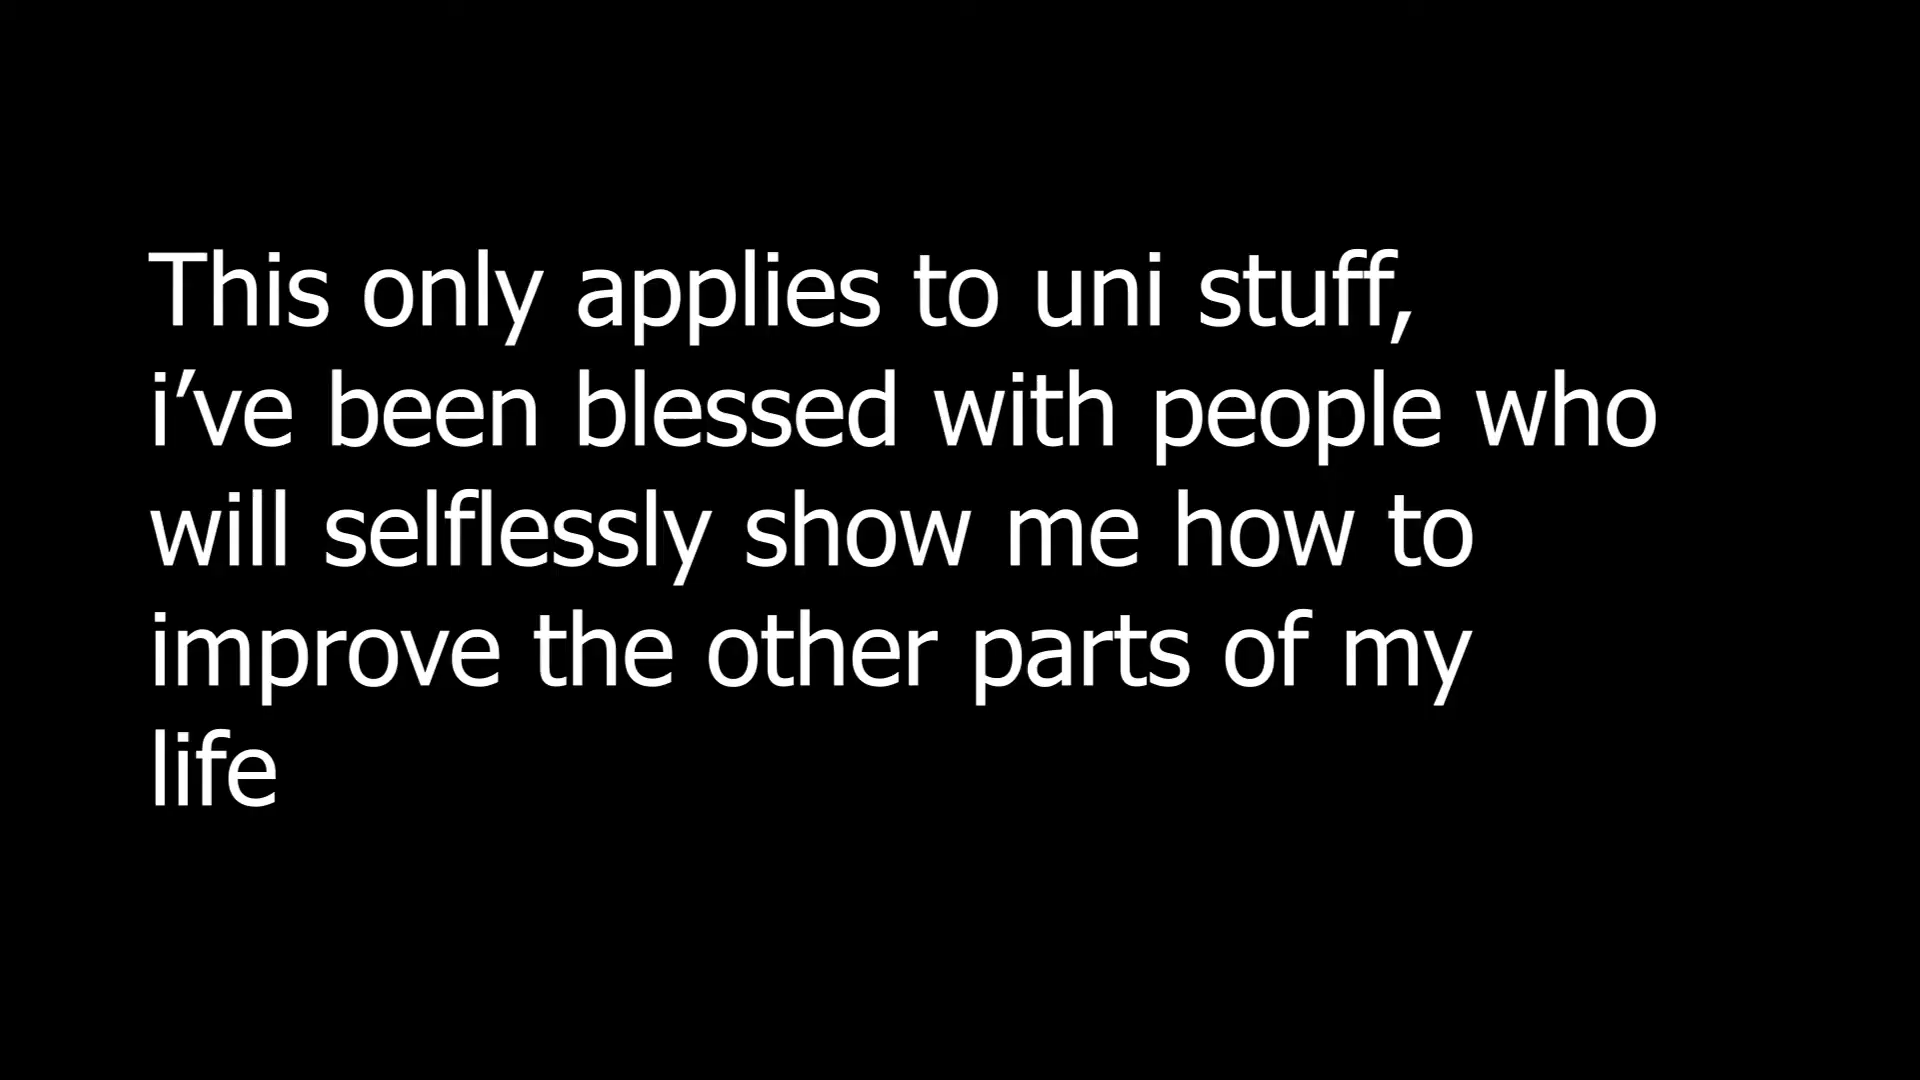 This only applies to uni stuff,
i’ve been blessed with people who
will selflessly show me how to
improve the other parts of my
life